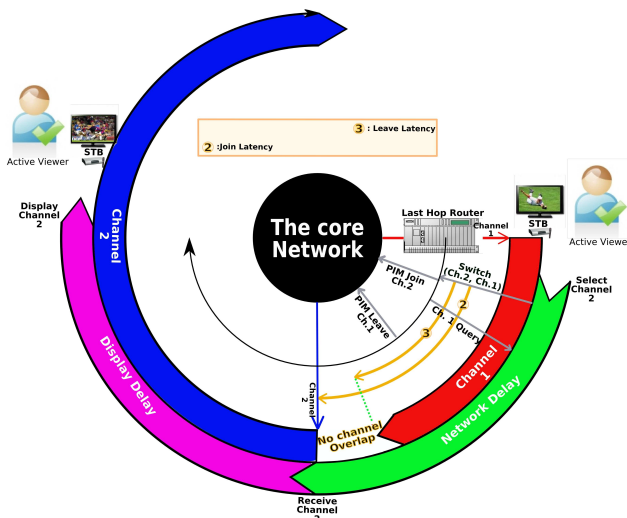 3 : Leave Latency
2 :Join Latency
STB
Active Viewer
Display
Channel
2
Channel
2
The core
Network
Last Hop Router
Channel
1
STB
Active Viewe
Select
Channel
2
Switch
(Ch.2, Ch.1)
PIM Join
Ch.2
PIM Leave
Ch.1
Ch. 1 Query
2
3
Channel
1
Network Delay
Display Delay
Channel
2
No channel
Overlap
Receive
Channel